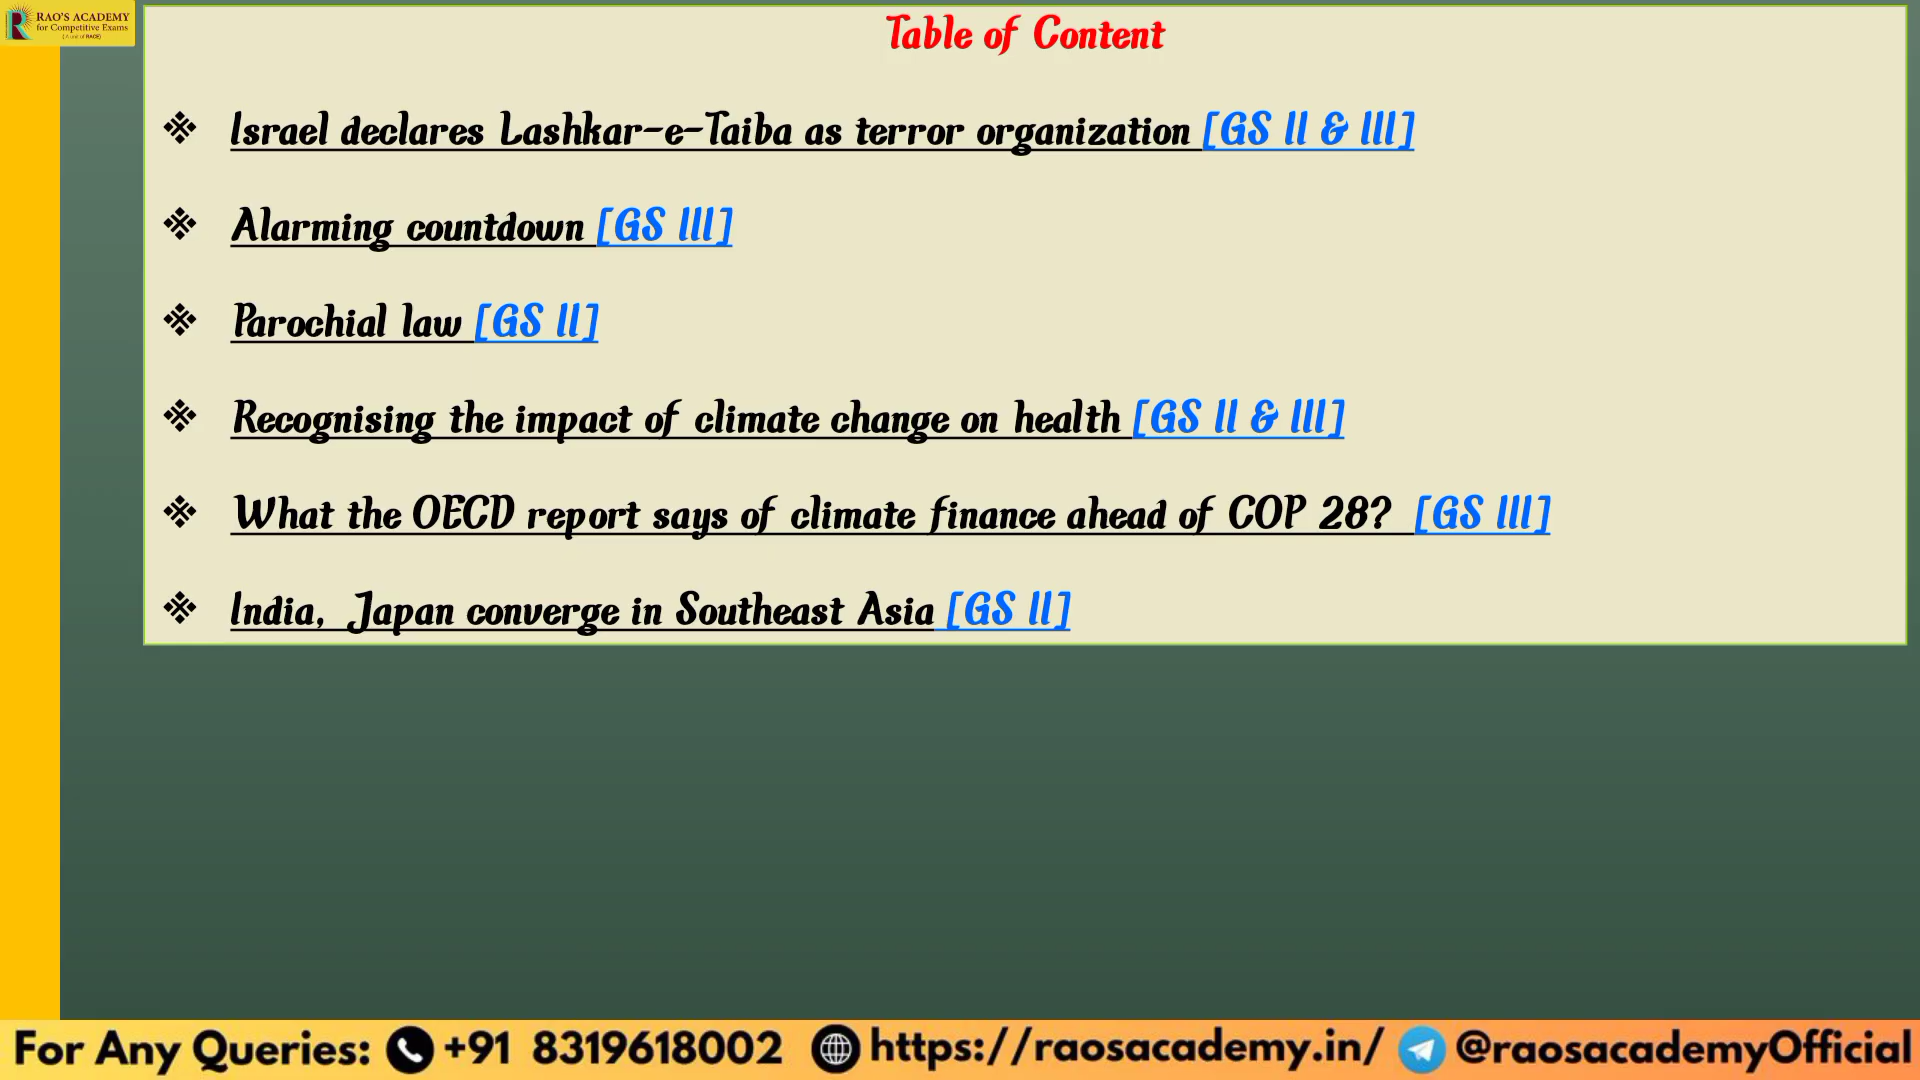 RAO'S ACADEMY
for Competitive Exams
(A unit of RACE)
Table of Content
Israel declares Lashkar-e-Taiba as terror organization [GS II & III]
Alarming countdown [GS III]
Parochial law [GS II]
Recognising the impact of climate change on health [GS II & III]
What the OECD report says of climate finance ahead of COP 28? [GS III]
India, Japan converge in Southeast Asia [GS II]
For Any Queries: +91 8319618002 https://raosacademy.in/ @raosacademyOfficial